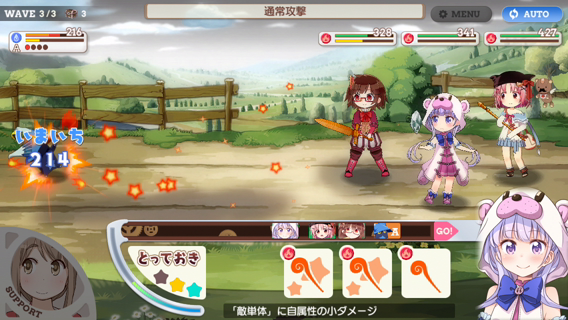 WAVE 3/3
3
通常攻撃
MENU
AUTO
216
A
328
341
427
いまいち
214
A
GO!
とっておき
SUPPORT
「敵単体」に自属性の小ダメージ